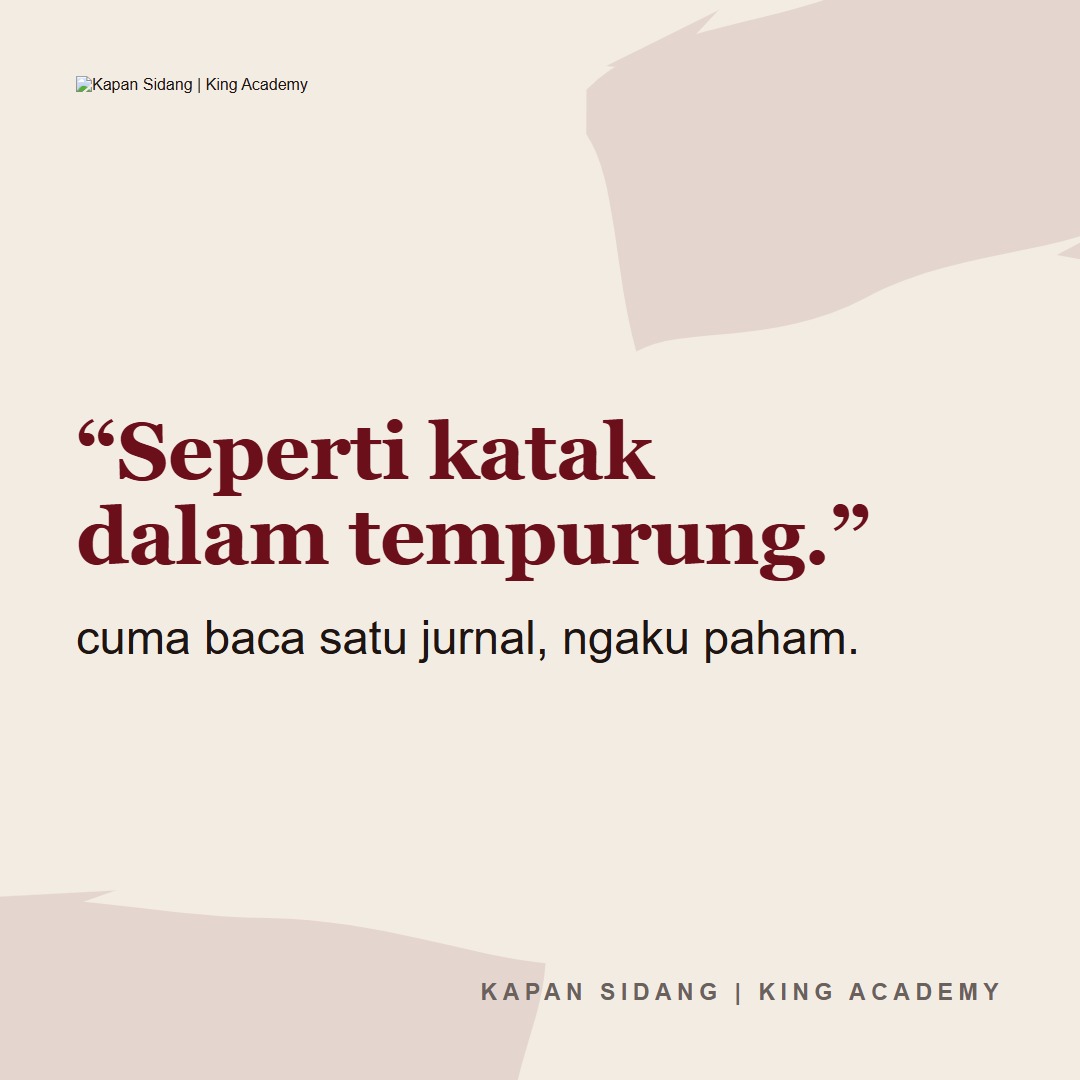 Kapan Sidang | King Academy
“Seperti katak
dalam tempurung.”
cuma baca satu jurnal, ngaku paham.
KAPAN SIDANG | KING ACADEMY